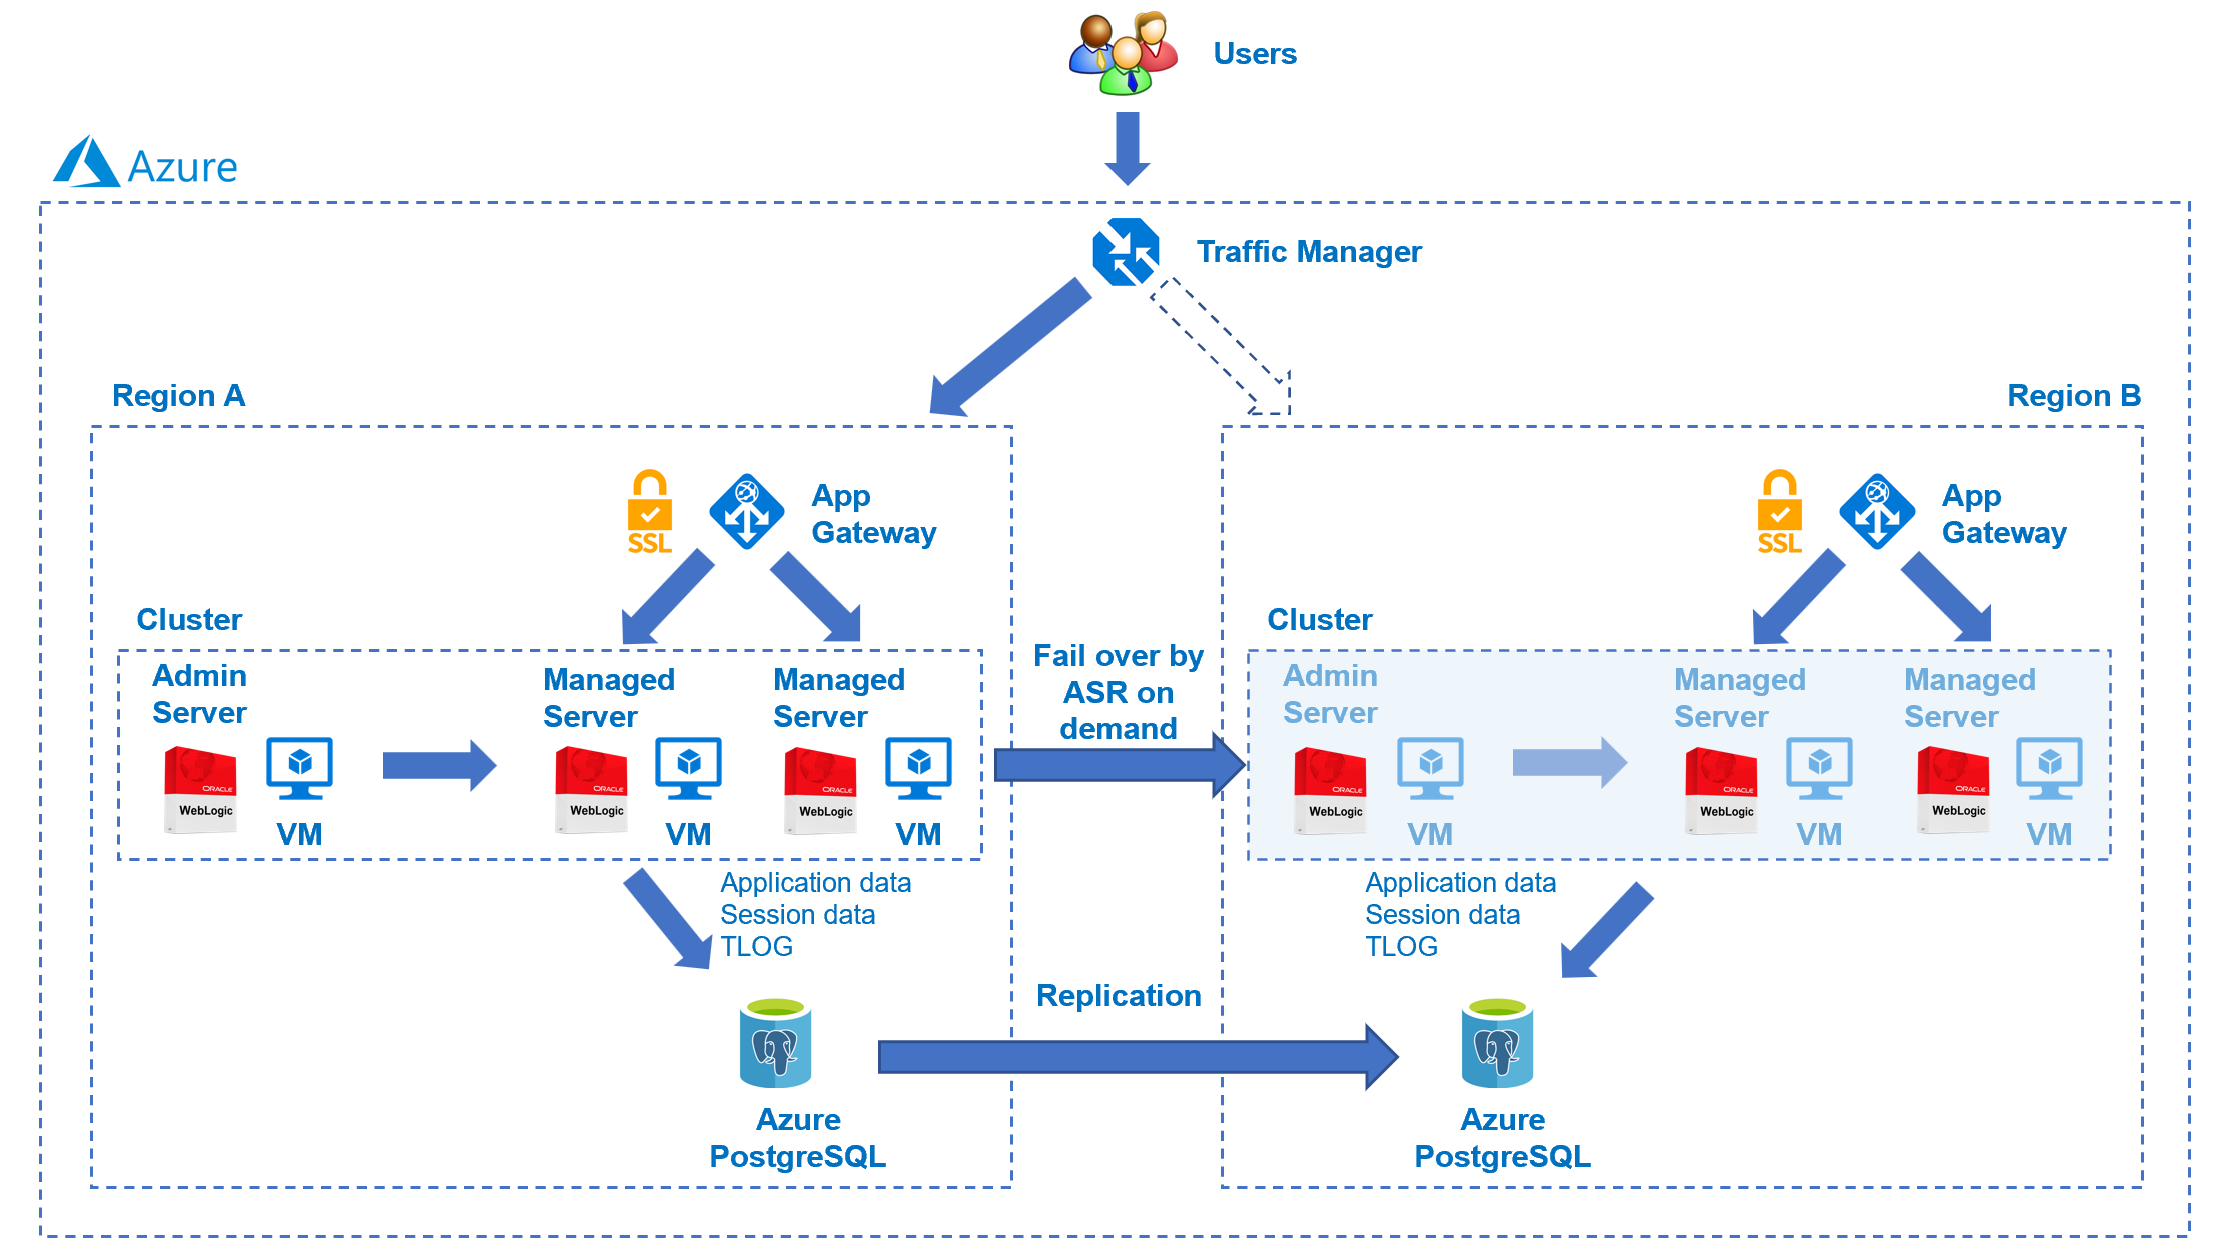 Users
Azure
Traffic Manager
Region A
Region B
SSL
App
Gateway
SSL
App
Gateway
Cluster
Admin
Server
Managed
Server
Managed
Server
ORACLE
WebLogic
VM
ORACLE
WebLogic
VM
ORACLE
WebLogic
VM
Fail over by
ASR on
demand
Cluster
Admin
Server
Managed
Server
Managed
Server
ORACLE
WebLogic
VM
ORACLE
WebLogic
VM
ORACLE
WebLogic
VM
Application data
Session data
TLOG
Application data
Session data
TLOG
Replication
Azure
PostgreSQL
Azure
PostgreSQL